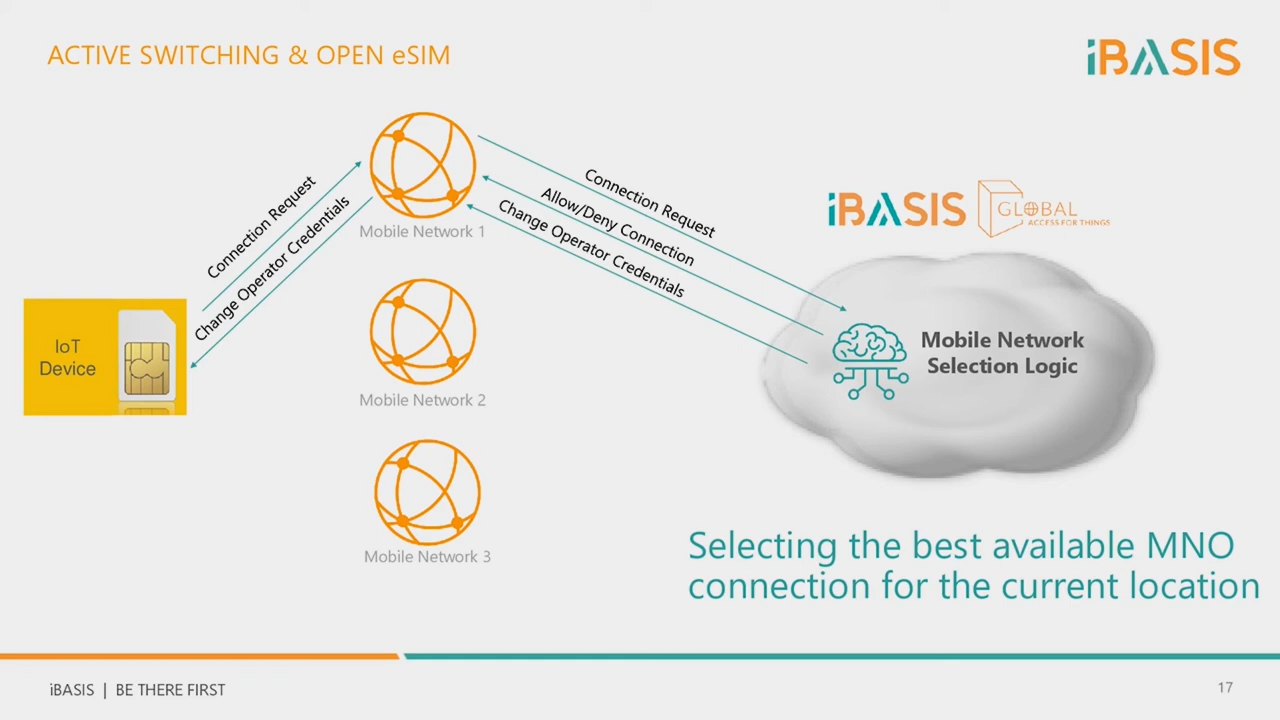 ACTIVE SWITCHING & OPEN eSIM
iBASIS
Connection Request
Change Operator Credentials
Mobile Network 1
Connection Request
Allow/Deny Connection
Change Operator Credentials
iBASIS
GLOBAL
ACCESS FOR THINGS
IoT
Device
Mobile Network
Selection Logic
Mobile Network 2
Mobile Network 3
Selecting the best available MNO
connection for the current location
iBASIS | BE THERE FIRST
17